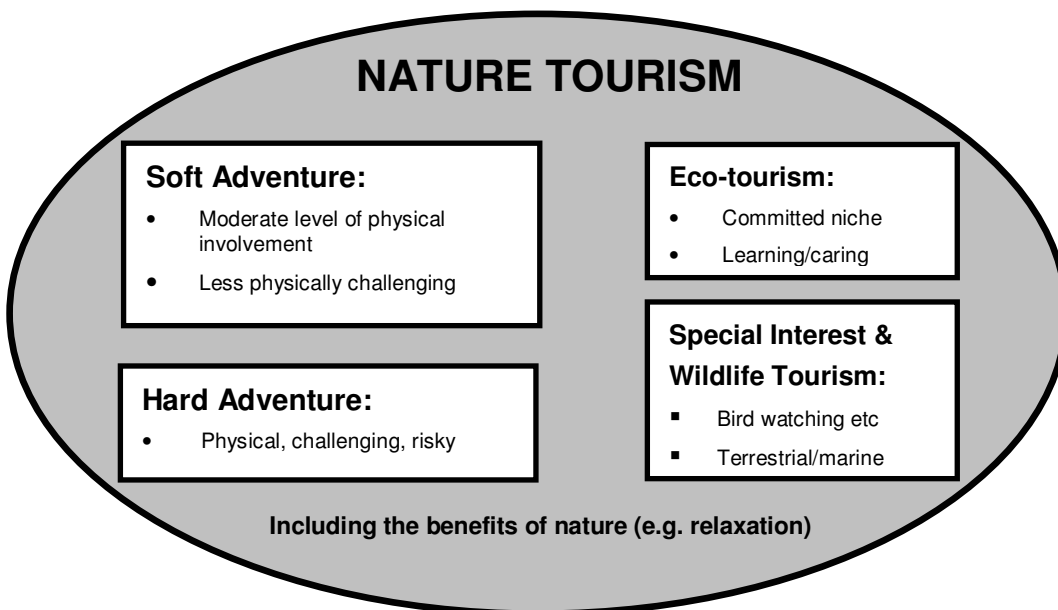 NATURE TOURISM
Soft Adventure:
• Moderate level of physical
involvement
• Less physically challenging
Hard Adventure:
• Physical, challenging, risky
Eco-tourism:
• Committed niche
• Learning/caring
Special Interest &
Wildlife Tourism:
▪ Bird watching etc
▪ Terrestrial/marine
Including the benefits of nature (e.g. relaxation)